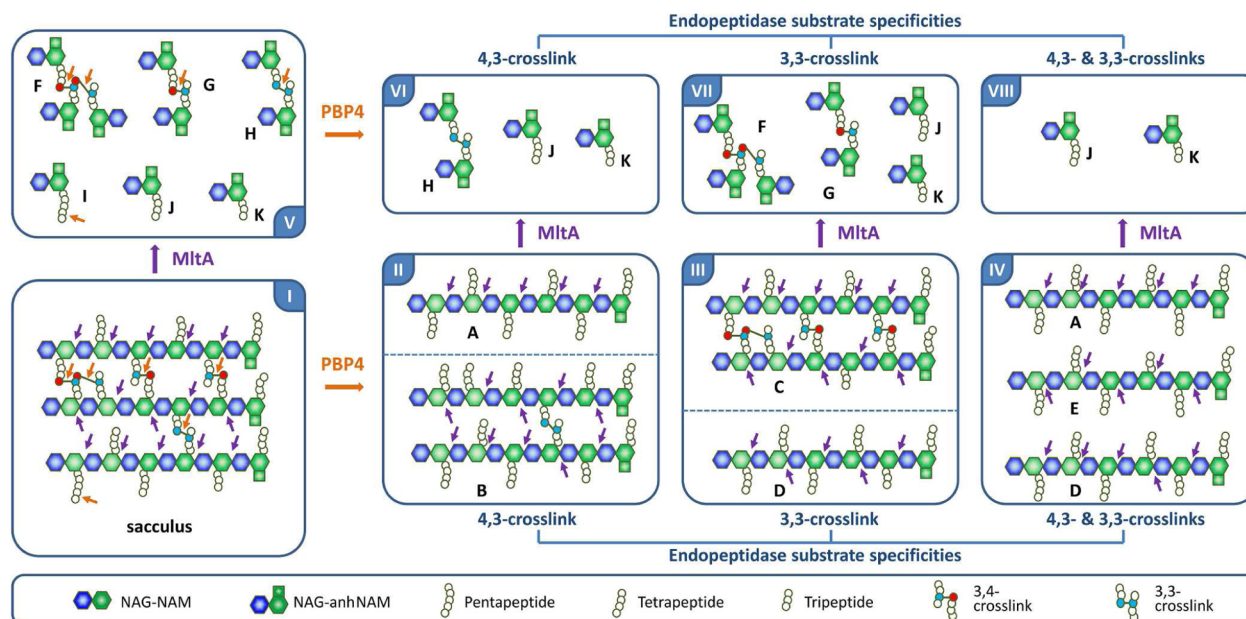 Endopeptidase substrate specificities
4,3-crosslink
3,3-crosslink
4,3- & 3,3-crosslinks
F
G
H
I
J
K
V
PBP4
VI
H
J
K
VII
F
G
J
K
VIII
J
K
MltA
MltA
MltA
MltA
I
sacculus
PBP4
II
A
B
III
C
D
IV
A
E
D
4,3-crosslink
3,3-crosslink
4,3- & 3,3-crosslinks
Endopeptidase substrate specificities
NAG-NAM
NAG-anhNAM
Pentapeptide
Tetrapeptide
Tripeptide
3,4-
crosslink
3,3-
crosslink